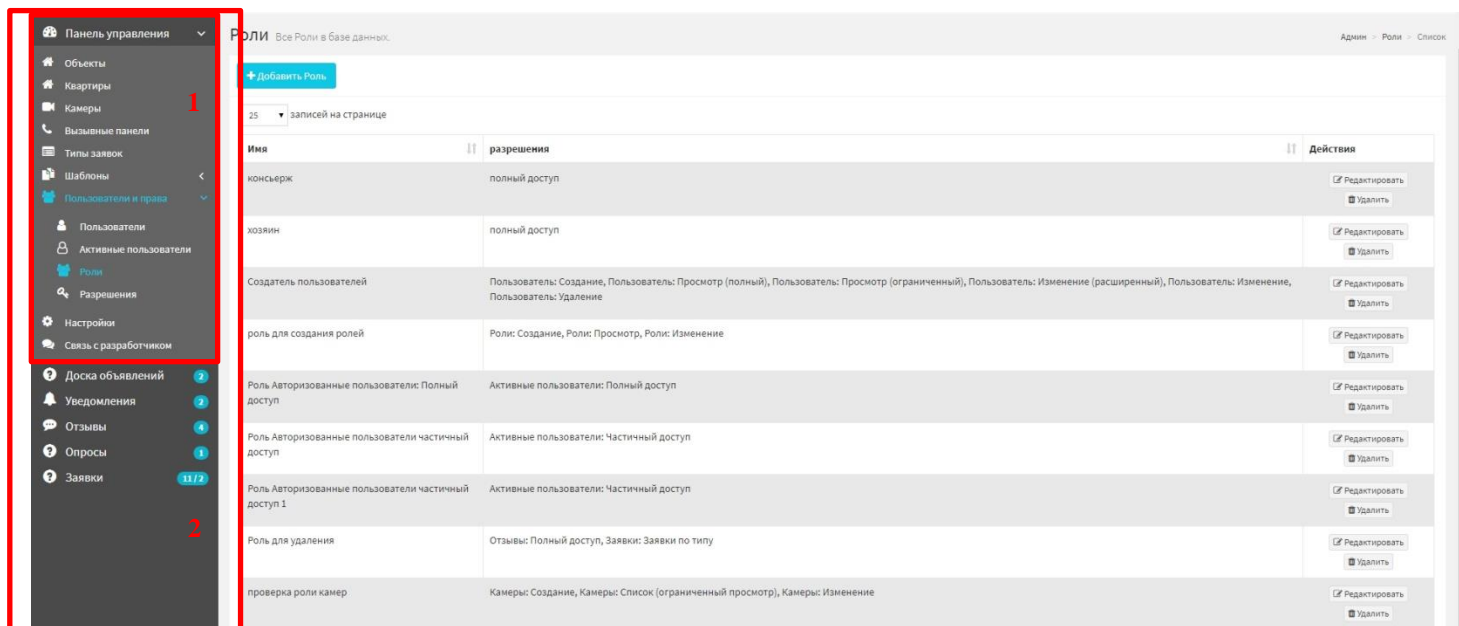 Панель управления
Объекты
Квартиры
Камеры
1
Вызывные панели
Типы заявок
Шаблоны
Пользователи и права
Пользователи
Активные пользователи
Роли
Разрешения
Настройки
Связь с разработчиком
Доска объявлений 2
Уведомления 2
Отзывы 4
Опросы 1
Заявки 11/2
2
Роли Все Роли в базе данных.
Админ > Роли > Список
+Добавить Роль
25 записей на странице
Имя разрешения Действия
консьерж полный доступ Редактировать
Удалить
хозяин полный доступ Редактировать
Удалить
Создатель пользователей Пользователь: Создание, Пользователь: Просмотр (полный), Пользователь: Просмотр (ограниченный), Пользователь: Изменение (расширенный), Пользователь: Изменение, Редактировать
Пользователь: Удаление Удалить
роль для создания ролей Роли: Создание, Роли: Просмотр, Роли: Изменение Редактировать
Удалить
Роль Авторизованные пользователи: Полный Активные пользователи: Полный доступ Редактировать
доступ Удалить
Роль Авторизованные пользователи частичный Активные пользователи: Частичный доступ Редактировать
доступ Удалить
Роль Авторизованные пользователи частичный Активные пользователи: Частичный доступ Редактировать
доступ 1 Удалить
Роль для удаления Отзывы: Полный доступ, Заявки: Заявки по типу Редактировать
Удалить
проверка роли камер Камеры: Создание, Камеры: Список (ограниченный просмотр), Камеры: Изменение Редактировать
Удалить